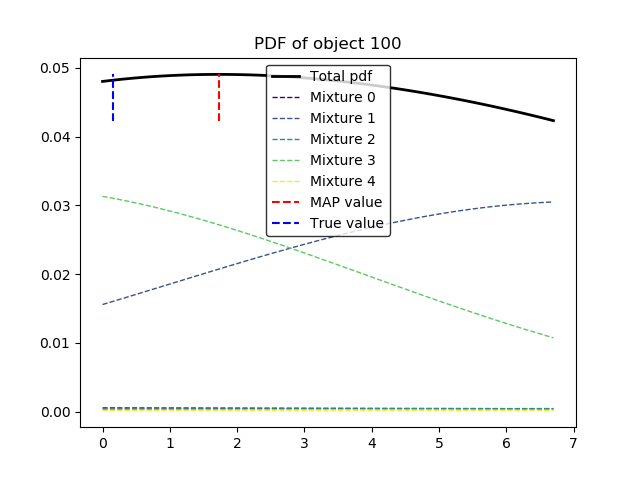 PDF of object 100
0.05
0.04
0.03
0.02
0.01
0.00
Total pdf
Mixture 0
Mixture 1
Mixture 2
Mixture 3
Mixture 4
MAP value
True value
0 1 2 3 4 5 6 7